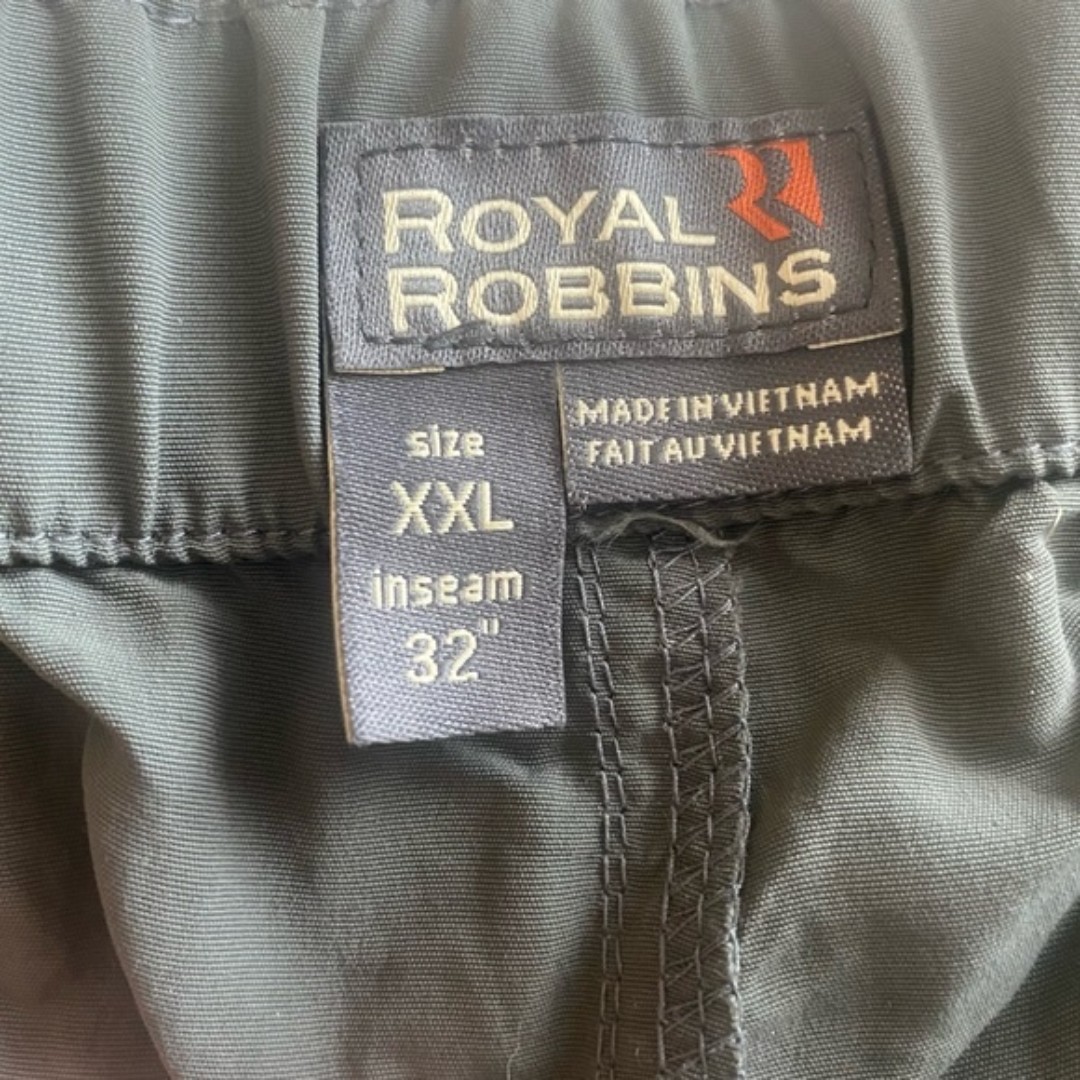 ROYAL
ROBBINS
size
XXL
inseam
32"
MADE IN VIETNAM
FAIT AU VIETNAM